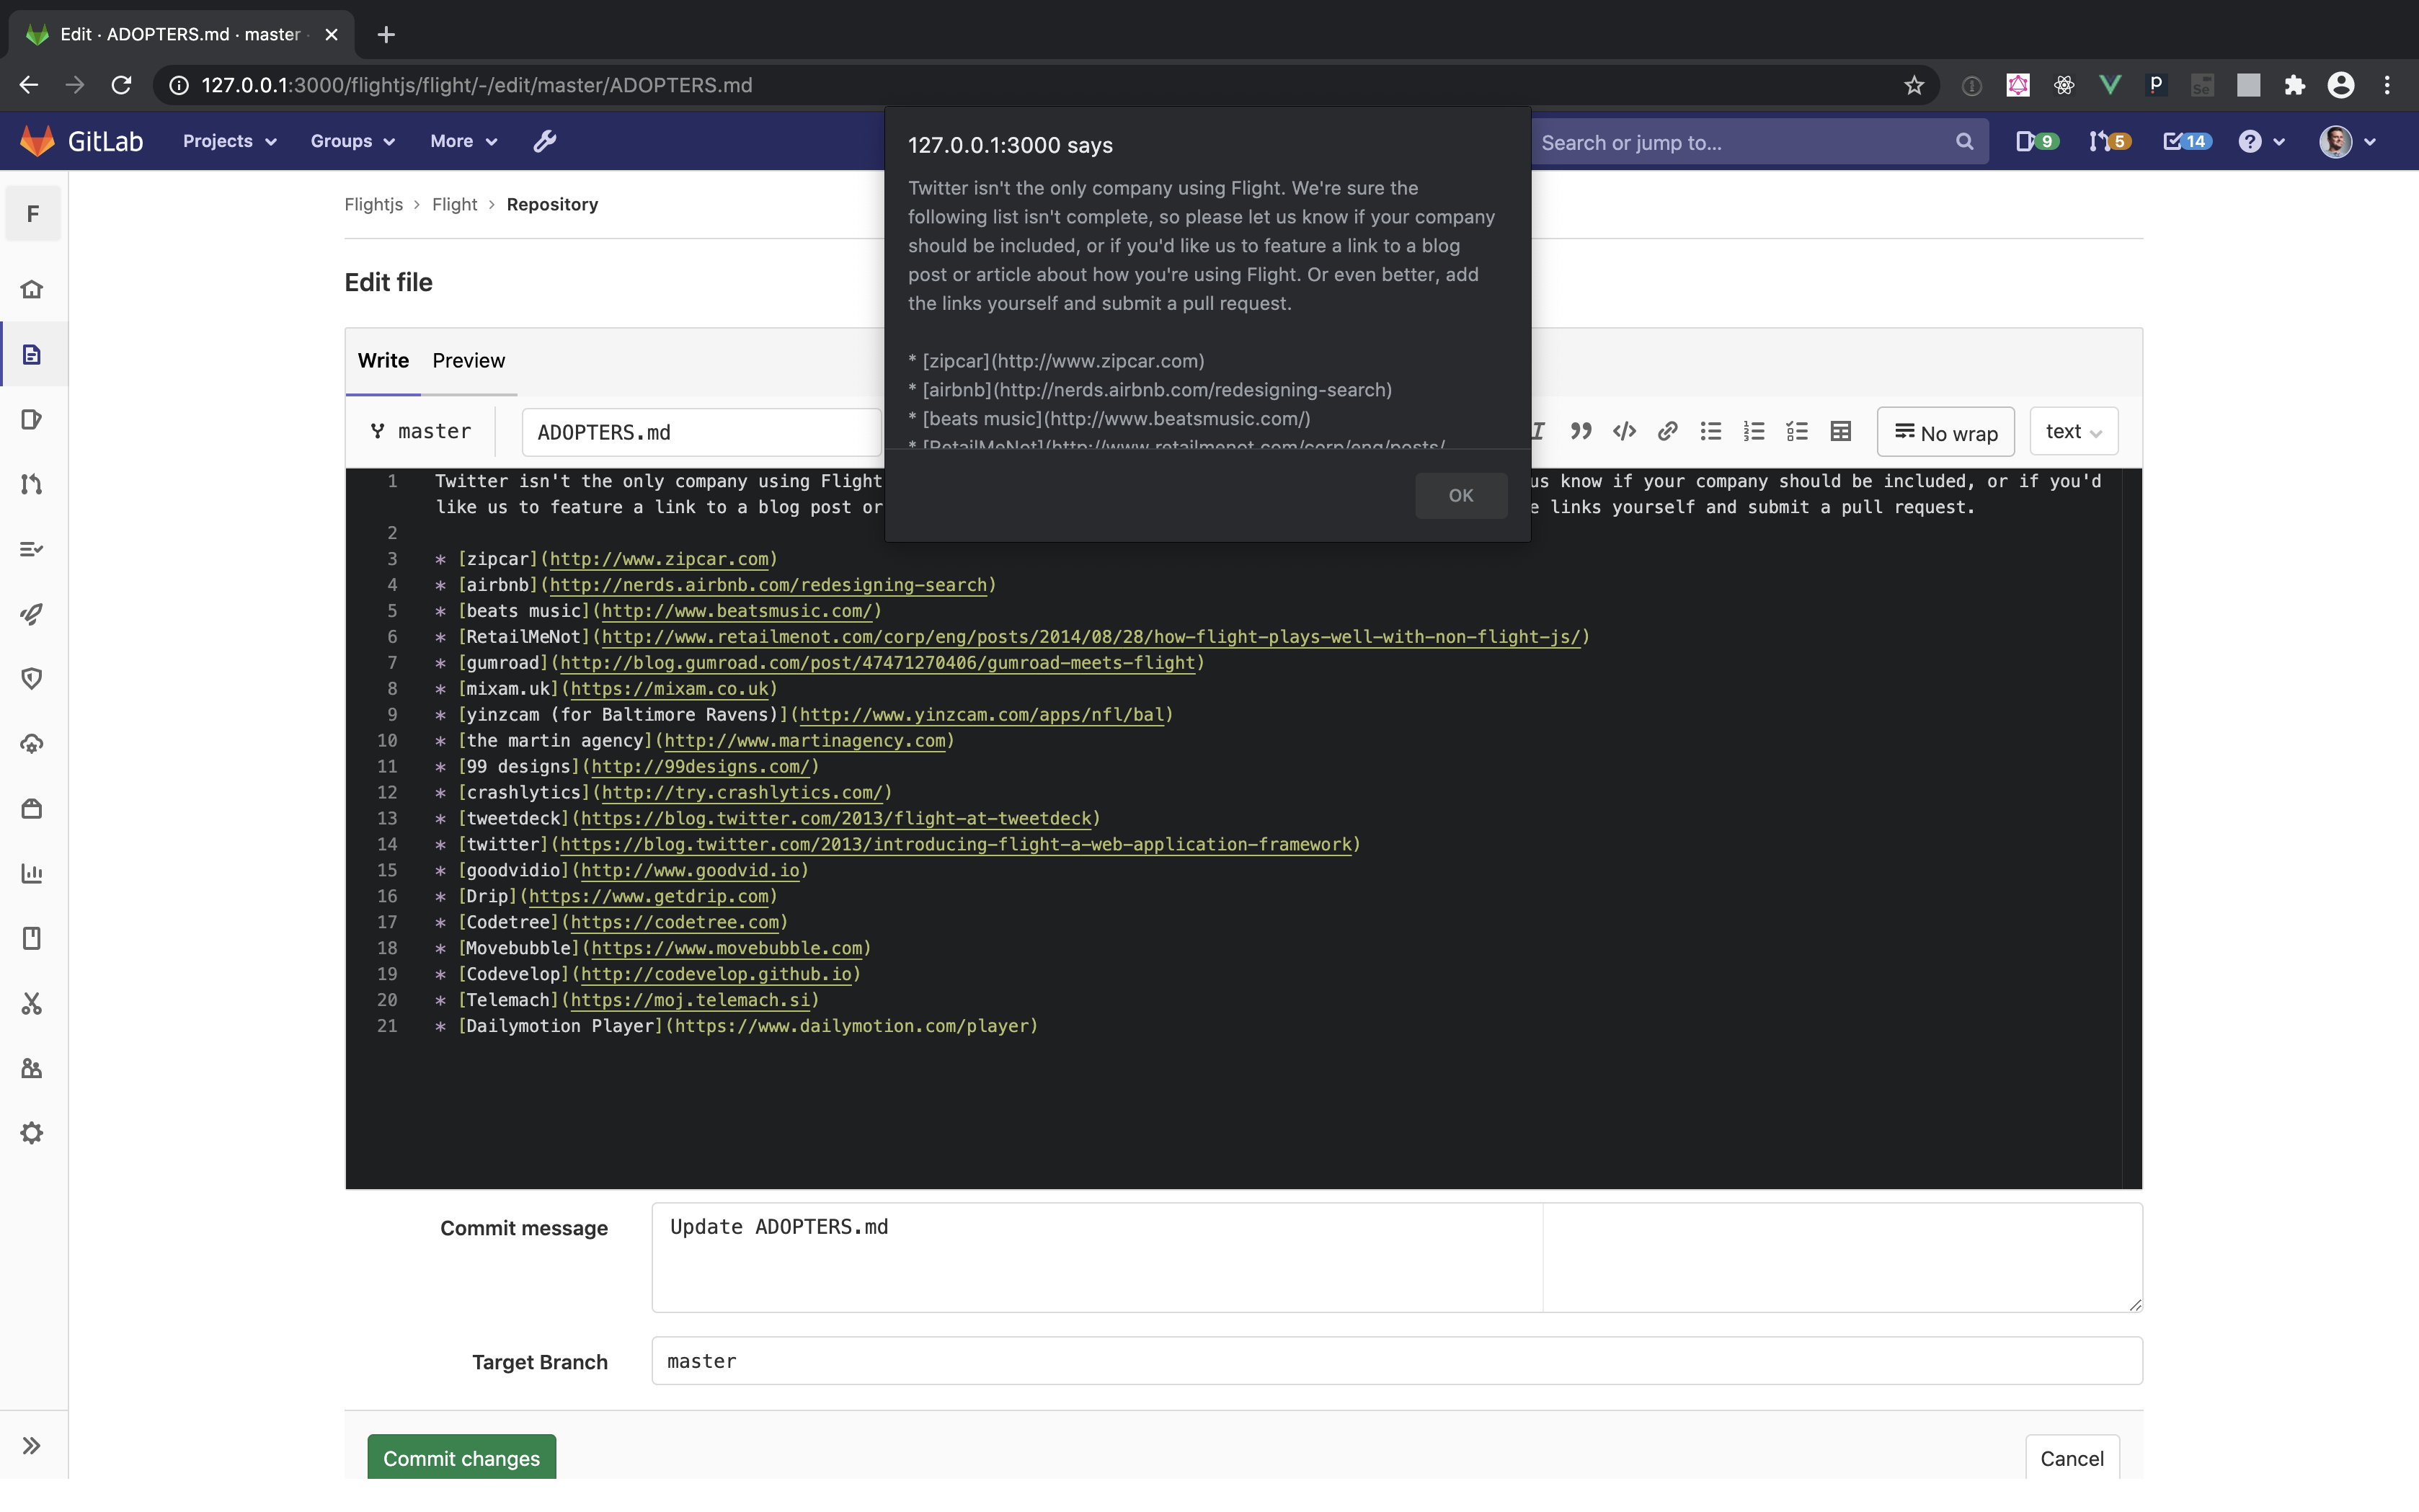 Edit · ADOPTERS.md · master
127.0.0.1:3000/flightjs/flight/-/edit/master/ADOPTERS.md
GitLab Projects Groups More Search or jump to... 9 5 14
127.0.0.1:3000 says
Twitter isn't the only company using Flight. We're sure the
following list isn't complete, so please let us know if your company
should be included, or if you'd like us to feature a link to a blog
post or article about how you're using Flight. Or even better, add
the links yourself and submit a pull request.
* [zipcar](http://www.zipcar.com)
* [airbnb](http://nerds.airbnb.com/redesigning-search)
* [beats music](http://www.beatsmusic.com/)
* [RetailMeNot](http://www.retailmenot.com/corp/eng/posts/
OK
F
Flightjs > Flight > Repository
Edit file
Write Preview
master ADOPTERS.md No wrap text
1 Twitter isn't the only company using Flight us know if your company should be included, or if you'd
like us to feature a link to a blog post or e links yourself and submit a pull request.
2
3 * [zipcar](http://www.zipcar.com)
4 * [airbnb](http://nerds.airbnb.com/redesigning-search)
5 * [beats music](http://www.beatsmusic.com/)
6 * [RetailMeNot](http://www.retailmenot.com/corp/eng/posts/2014/08/28/how-flight-plays-well-with-non-flight-js/)
7 * [gumroad](http://blog.gumroad.com/post/47471270406/gumroad-meets-flight)
8 * [mixam.uk](https://mixam.co.uk)
9 * [yinzcam (for Baltimore Ravens)](http://www.yinzcam.com/apps/nfl/bal)
10 * [the martin agency](http://www.martinagency.com)
11 * [99 designs](http://99designs.com/)
12 * [crashlytics](http://try.crashlytics.com/)
13 * [tweetdeck](https://blog.twitter.com/2013/flight-at-tweetdeck)
14 * [twitter](https://blog.twitter.com/2013/introducing-flight-a-web-application-framework)
15 * [goodvidio](http://www.goodvid.io)
16 * [Drip](https://www.getdrip.com)
17 * [Codetree](https://codetree.com)
18 * [Movebubble](https://www.movebubble.com)
19 * [Codevelop](http://codevelop.github.io)
20 * [Telemach](https://moj.telemach.si)
21 * [Dailymotion Player](https://www.dailymotion.com/player)
Commit message Update ADOPTERS.md
Target Branch master
Commit changes Cancel